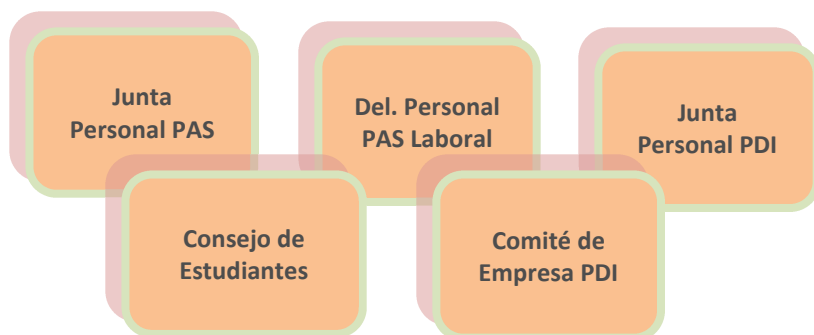 Junta
Personal PAS
Del. Personal
PAS Laboral
Junta
Personal PDI
Consejo de
Estudiantes
Comité de
Empresa PDI